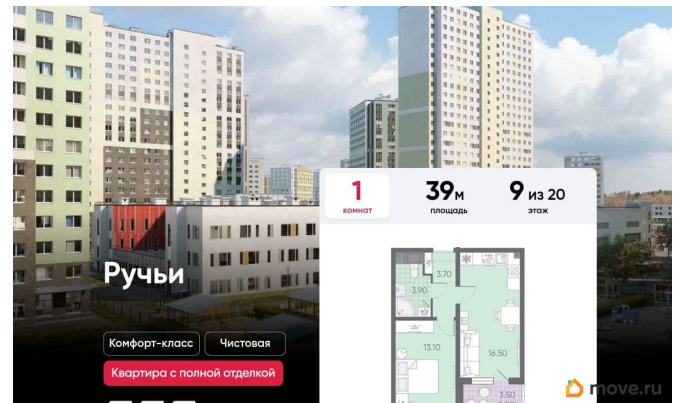 1
комнат
39м
площадь
9 из 20
этаж
Ручьи
3.70
3.90
13.10
16.50
3.50
Комфорт-класс
Чистовая
Квартира с полной отделкой
move.ru